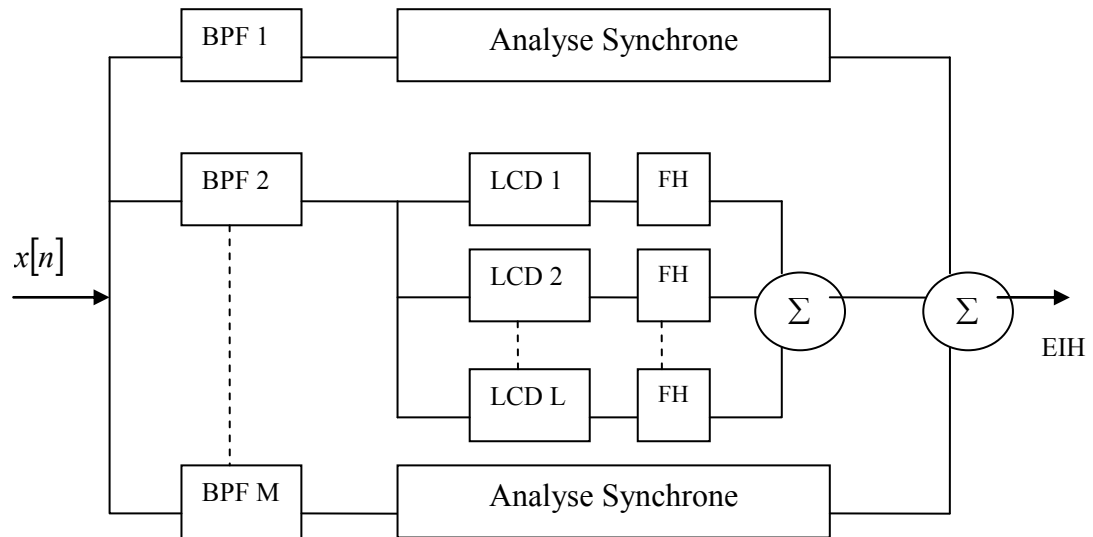 BPF 1
Analyse Synchrone
BPF 2
LCD 1
FH
x[n]
LCD 2
FH
Σ
Σ
EIH
LCD L
FH
BPF M
Analyse Synchrone